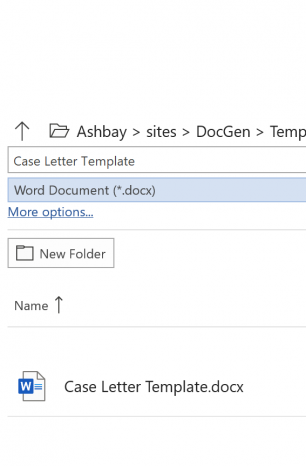 Ashbay > sites > DocGen > Temp
Case Letter Template
Word Document (*.docx)
More options...
New Folder
Name
Case Letter Template.docx